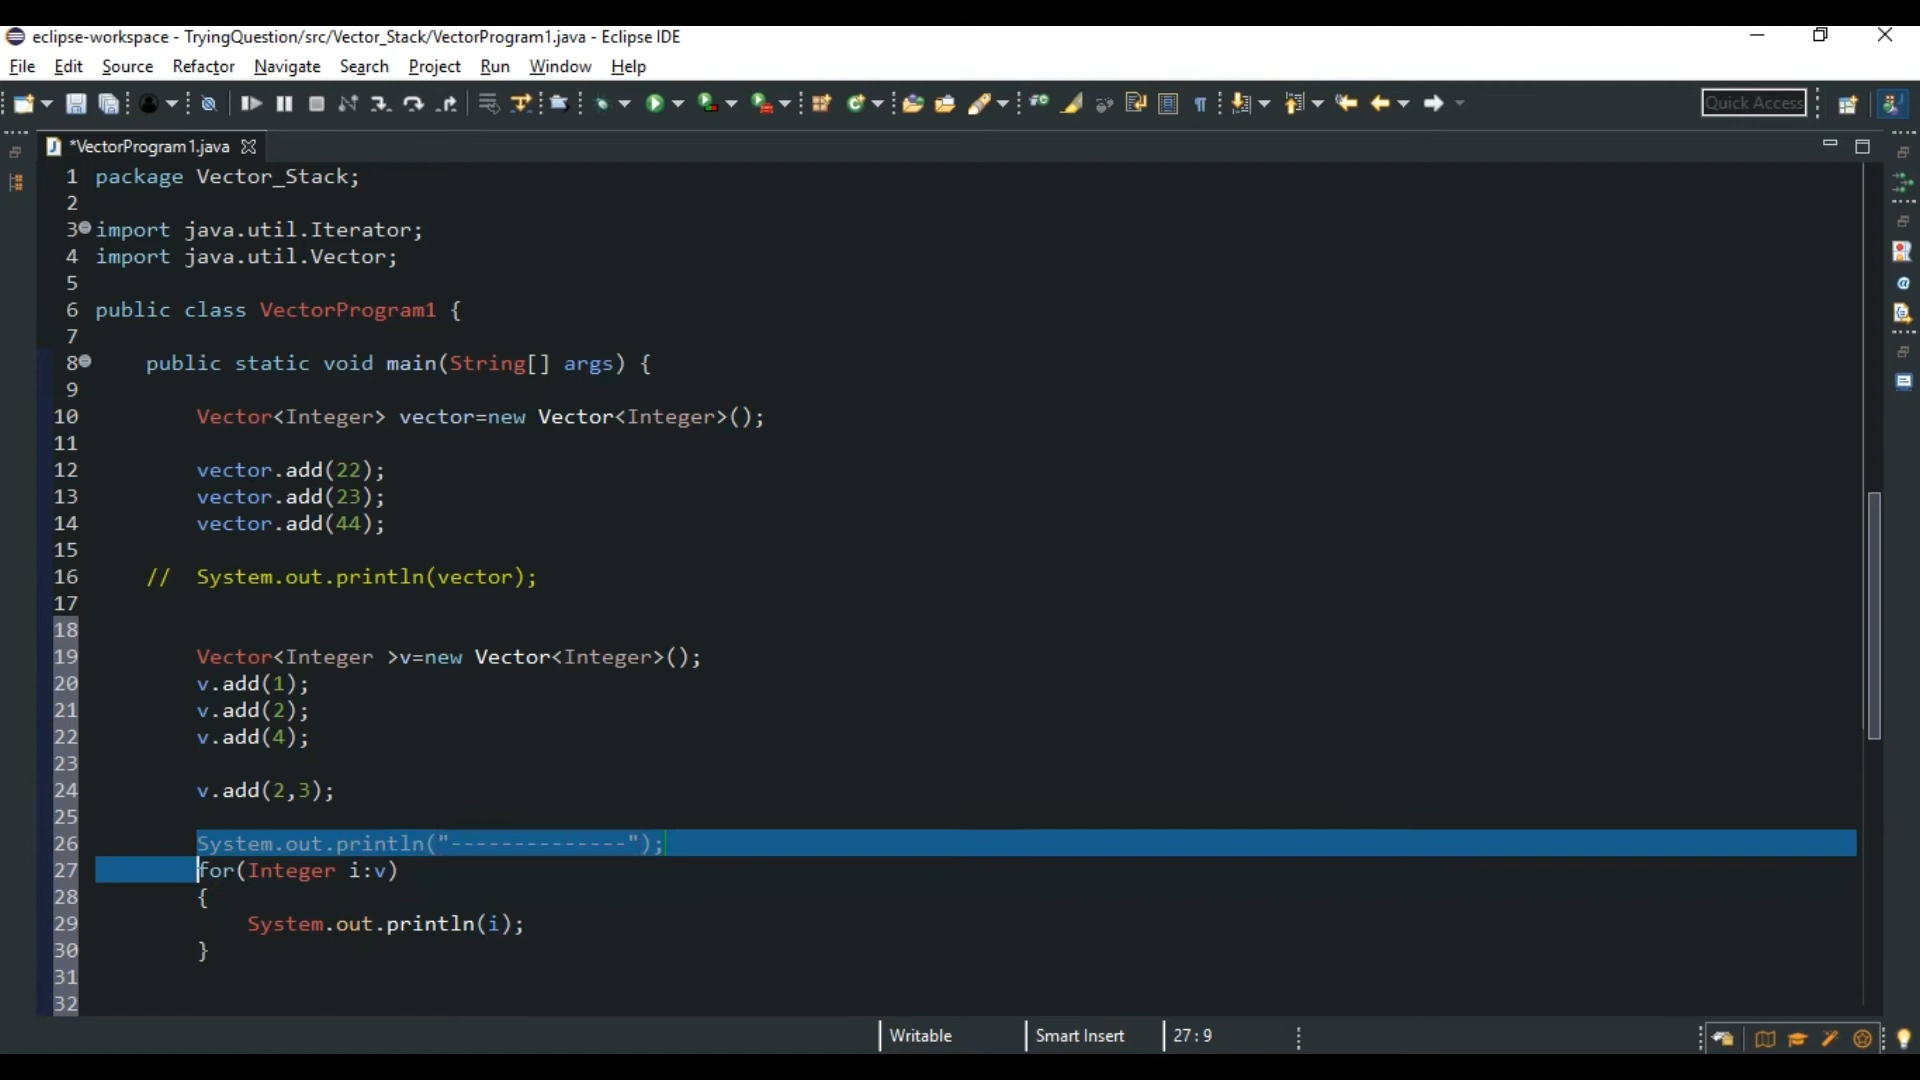 eclipse-workspace - TryingQuestion/src/Vector_Stack/VectorProgram1.java - Eclipse IDE
File Edit Source Refactor Navigate Search Project Run Window Help
Quick Access
*VectorProgram1.java
1 package Vector_Stack;
2
3 import java.util.Iterator;
4 import java.util.Vector;
5
6 public class VectorProgram1 {
7
8 public static void main(String[] args) {
9
10 Vector<Integer> vector=new Vector<Integer>();
11
12 vector.add(22);
13 vector.add(23);
14 vector.add(44);
15
16 // System.out.println(vector);
17
18
19 Vector<Integer >v=new Vector<Integer>();
20 v.add(1);
21 v.add(2);
22 v.add(4);
23
24 v.add(2,3);
25
26 System.out.println("--------------");
27 for(Integer i:v)
28 {
29 System.out.println(i);
30 }
31
32
Writable Smart Insert 27 : 9